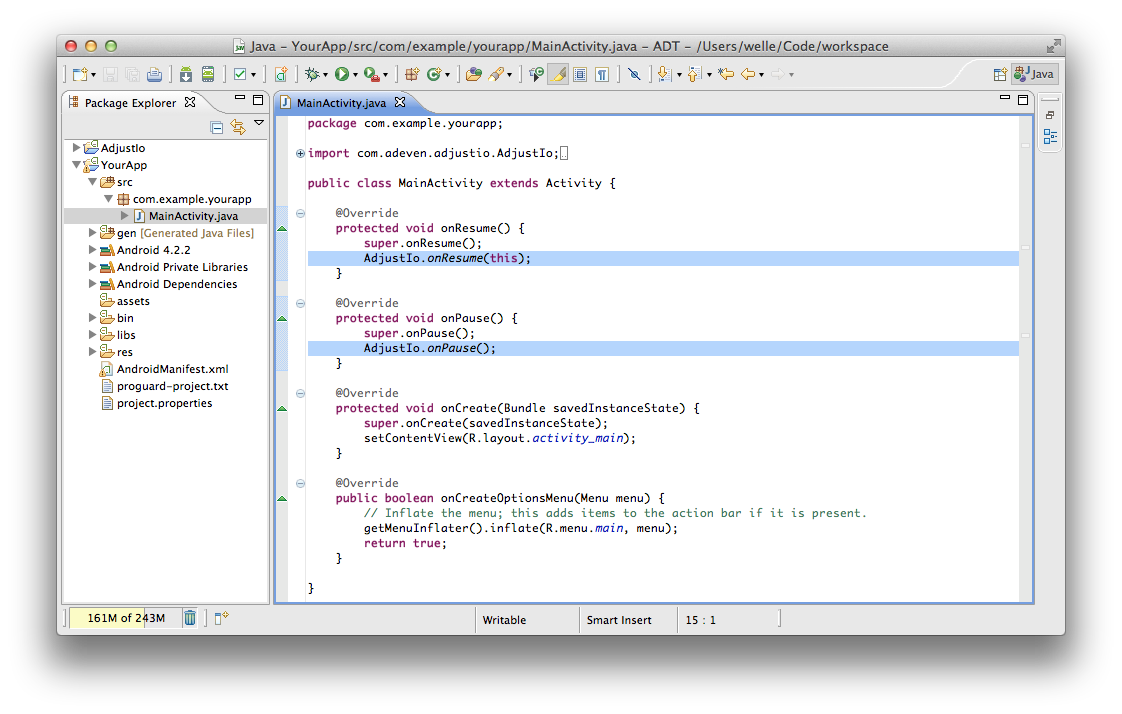 Java – YourApp/src/com/example/yourapp/MainActivity.java – ADT – /Users/welle/Code/workspace
Java
Package Explorer
AdjustIo
YourApp
src
com.example.yourapp
MainActivity.java
gen [Generated Java Files]
Android 4.2.2
Android Private Libraries
Android Dependencies
assets
bin
libs
res
AndroidManifest.xml
proguard-project.txt
project.properties
MainActivity.java
package com.example.yourapp;
import com.adeven.adjustio.AdjustIo;
public class MainActivity extends Activity {
@Override
protected void onResume() {
super.onResume();
AdjustIo.onResume(this);
}
@Override
protected void onPause() {
super.onPause();
AdjustIo.onPause();
}
@Override
protected void onCreate(Bundle savedInstanceState) {
super.onCreate(savedInstanceState);
setContentView(R.layout.activity_main);
}
@Override
public boolean onCreateOptionsMenu(Menu menu) {
// Inflate the menu; this adds items to the action bar if it is present.
getMenuInflater().inflate(R.menu.main, menu);
return true;
}
}
161M of 243M
Writable
Smart Insert
15 : 1